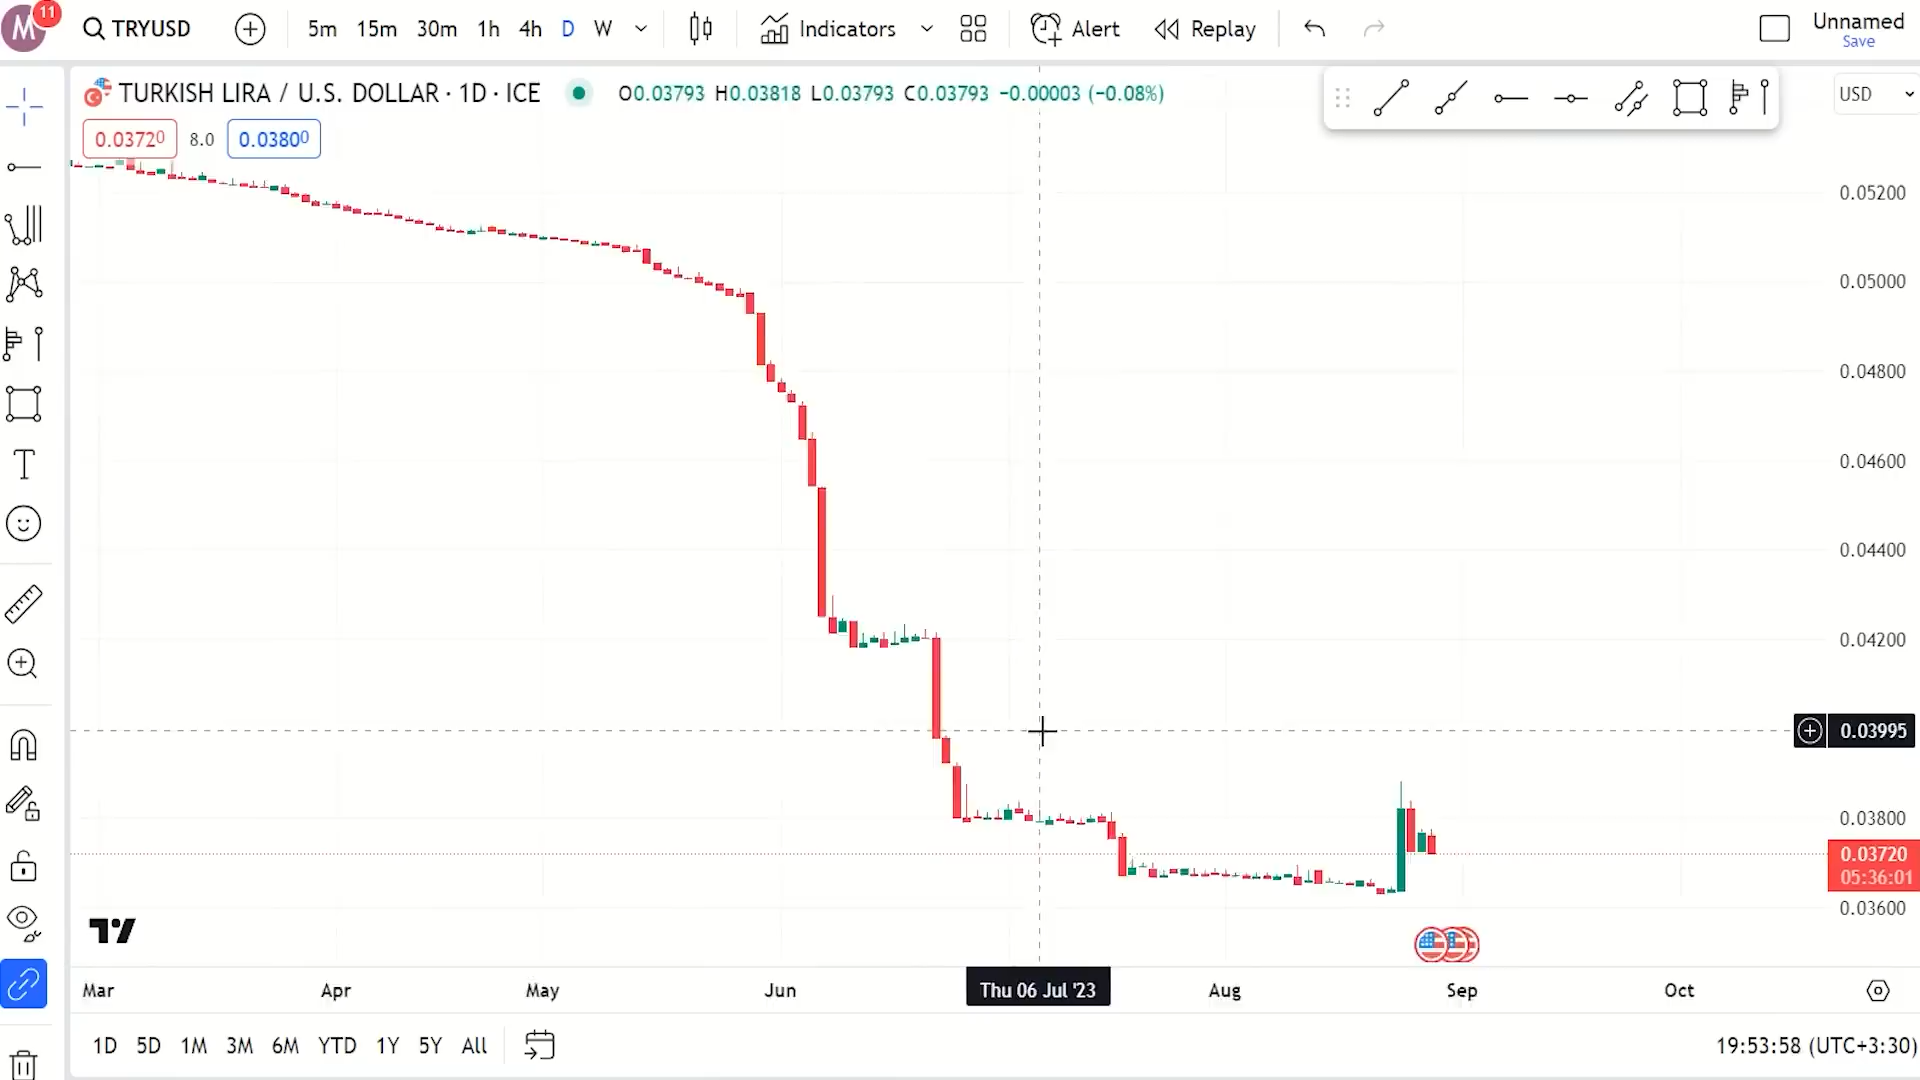 M 11 TRYUSD 5m 15m 30m 1h 4h D W Indicators Alert Replay Unnamed
Save
TURKISH LIRA / U.S. DOLLAR · 1D · ICE O0.03793 H0.03818 L0.03793 C0.03793 −0.00003 (−0.08%) USD
0.03720 8.0 0.03800
0.05200
0.05000
0.04800
0.04600
0.04400
0.04200
0.03995
0.03800
0.03720
05:36:01
0.03600
Mar Apr May Jun Thu 06 Jul '23 Aug Sep Oct
1D 5D 1M 3M 6M YTD 1Y 5Y All 19:53:58 (UTC+3:30)